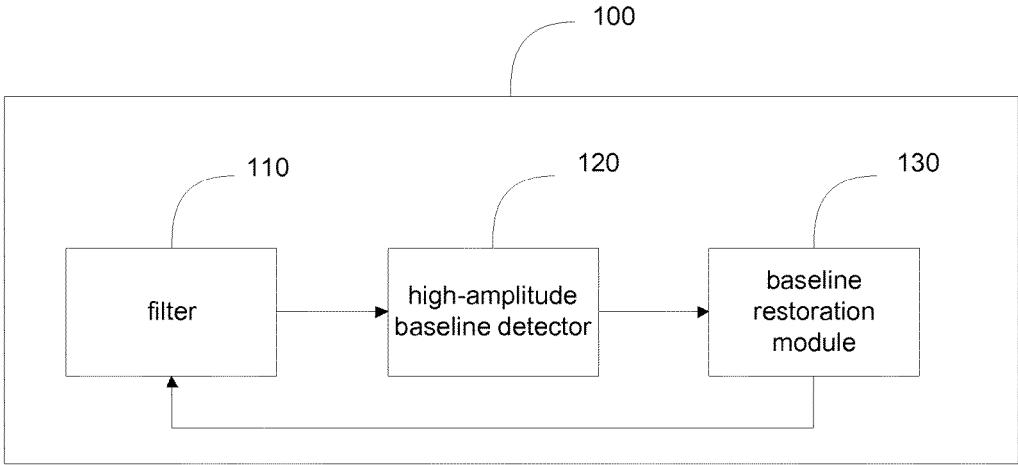 100
110
120
130
filter
high-amplitude
baseline detector
baseline
restoration
module